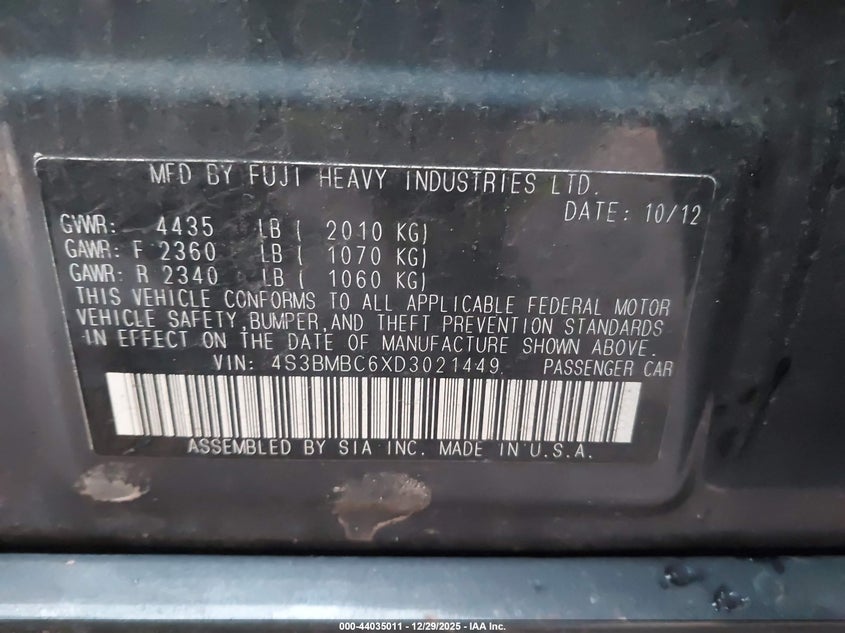 MFD BY FUJI HEAVY INDUSTRIES LTD.
DATE: 10/12
GVWR: 4435 LB ( 2010 KG)
GAWR: F 2360 LB ( 1070 KG)
GAWR: R 2340 LB ( 1060 KG)
THIS VEHICLE CONFORMS TO ALL APPLICABLE FEDERAL MOTOR
VEHICLE SAFETY,BUMPER,AND THEFT PREVENTION STANDARDS
IN EFFECT ON THE DATE OF MANUFACTURE SHOWN ABOVE.
VIN: 4S3BMBC6XD3021449 PASSENGER CAR
ASSEMBLED BY SIA INC. MADE IN U.S.A.
000-44035011 - 12/29/2025 - IAA Inc.